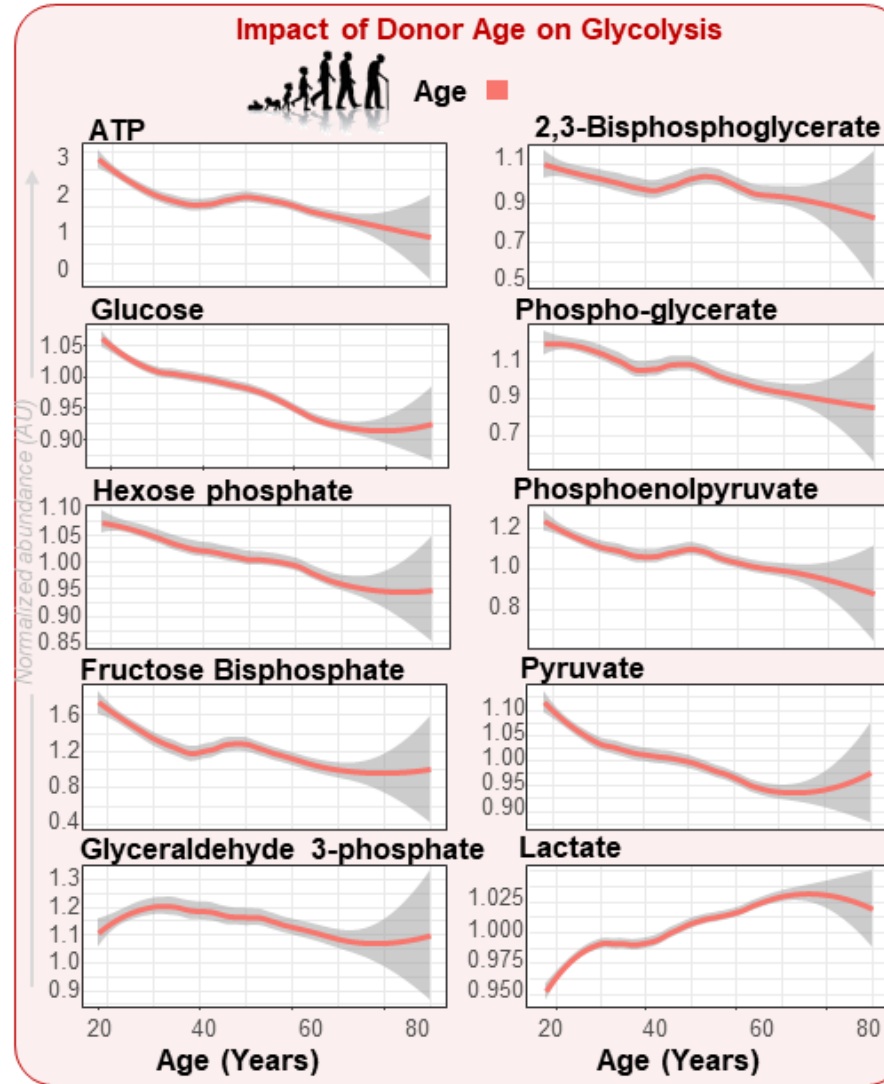 Impact of Donor Age on Glycolysis
Age
Normalized abundance (AU)
ATP
3
2
1
0
2,3-Bisphosphoglycerate
1.1
0.9
0.7
0.5
Glucose
1.05
1.00
0.95
0.90
Phospho-glycerate
1.1
0.9
0.7
Hexose phosphate
1.10
1.05
1.00
0.95
0.90
0.85
Phosphoenolpyruvate
1.2
1.0
0.8
Fructose Bisphosphate
1.6
1.2
0.8
0.4
Pyruvate
1.10
1.05
1.00
0.95
0.90
Glyceraldehyde 3-phosphate
1.3
1.2
1.1
1.0
0.9
Lactate
1.025
1.000
0.975
0.950
20 40 60 80
20 40 60 80
Age (Years)
Age (Years)